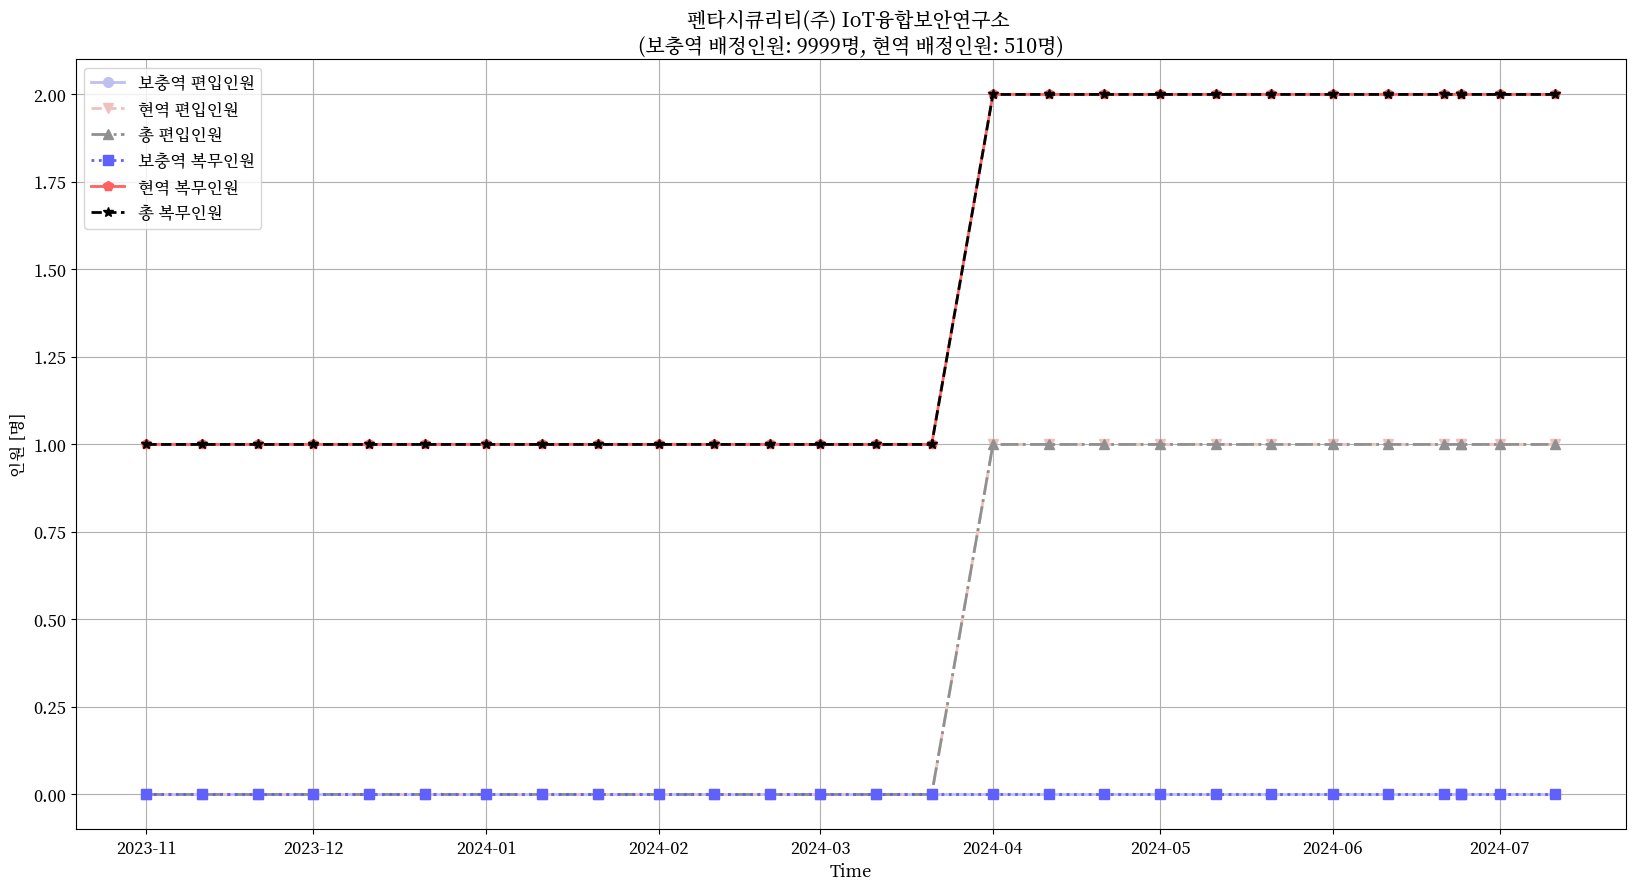 펜타시큐리티(주) IoT융합보안연구소
(보충역 배정인원: 9999명, 현역 배정인원: 510명)
보충역 편입인원
현역 편입인원
총 편입인원
보충역 복무인원
현역 복무인원
총 복무인원
인원 [명]
2.00
1.75
1.50
1.25
1.00
0.75
0.50
0.25
0.00
2023-11 2023-12 2024-01 2024-02 2024-03 2024-04 2024-05 2024-06 2024-07
Time